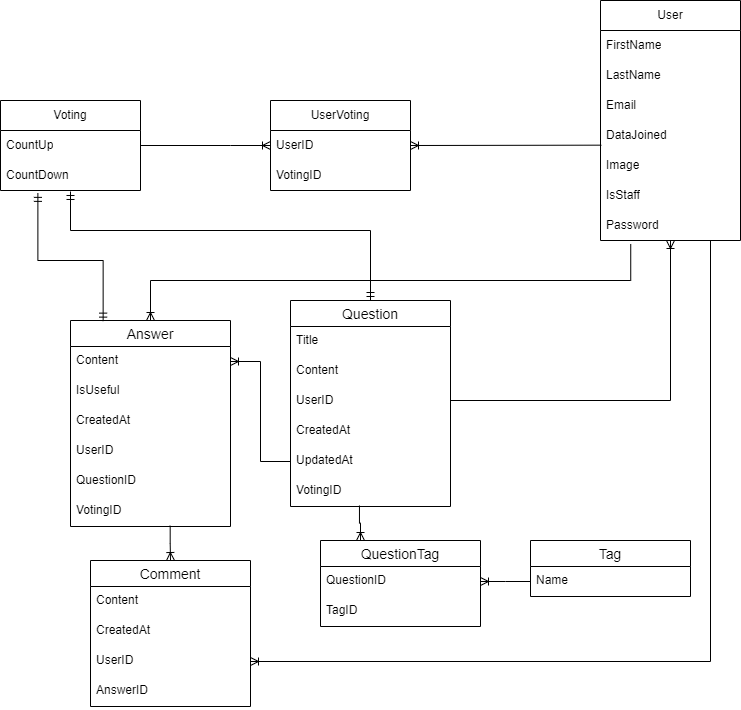 User
FirstName
LastName
Email
DataJoined
Image
IsStaff
Password
Voting
CountUp
CountDown
UserVoting
UserID
VotingID
Answer
Content
IsUseful
CreatedAt
UserID
QuestionID
VotingID
Question
Title
Content
UserID
CreatedAt
UpdatedAt
VotingID
Comment
Content
CreatedAt
UserID
AnswerID
QuestionTag
QuestionID
TagID
Tag
Name